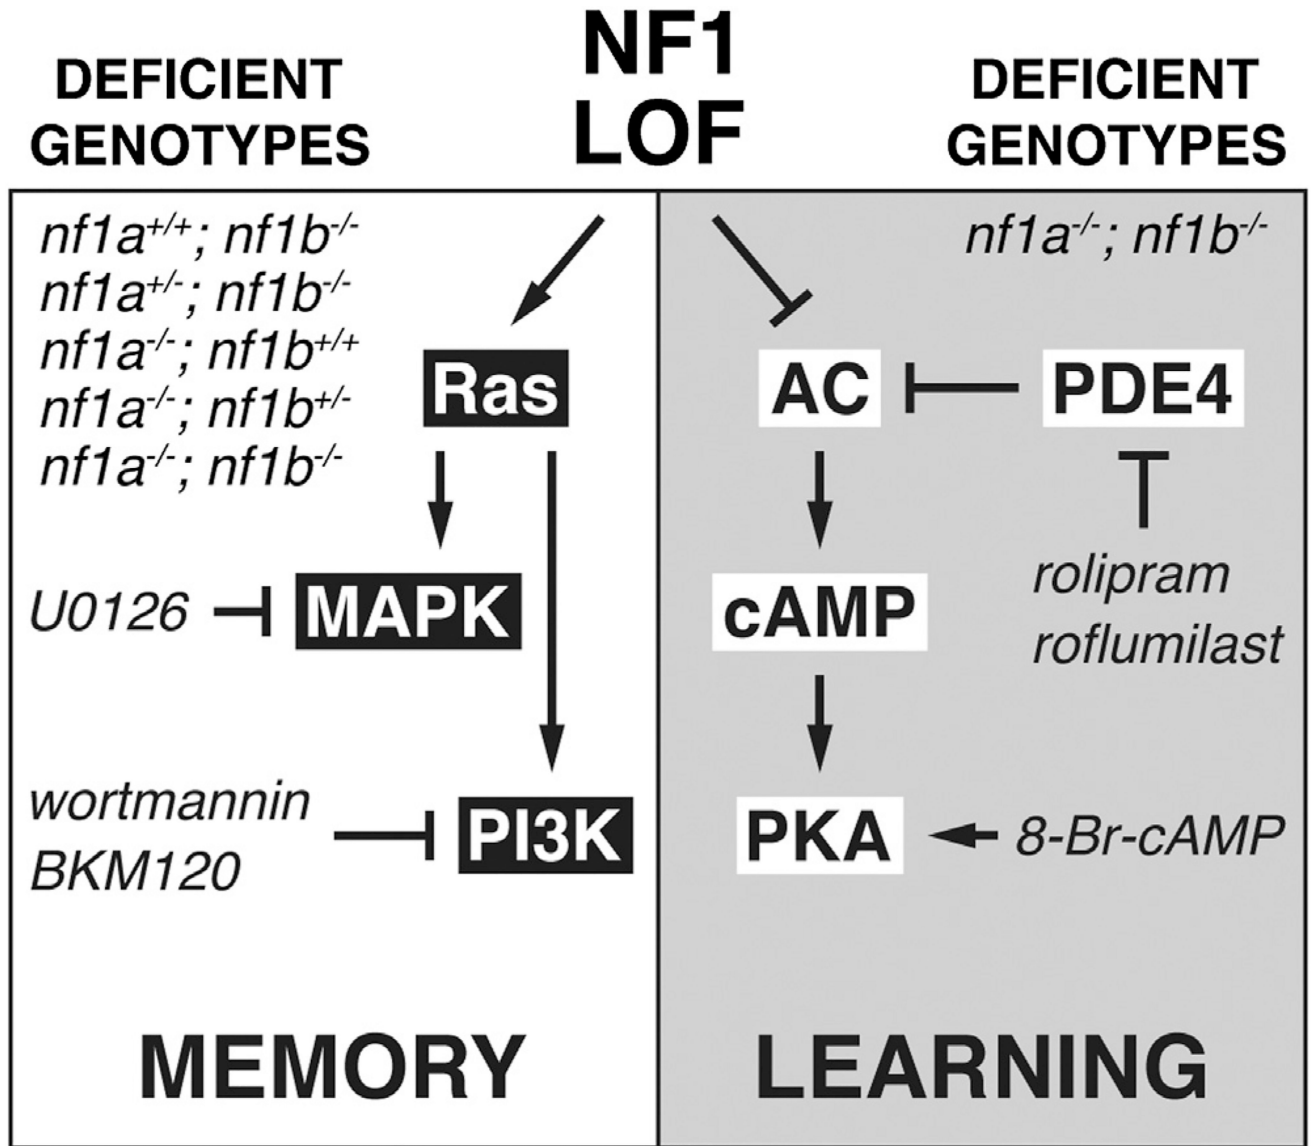 NF1
LOF
DEFICIENT
GENOTYPES
DEFICIENT
GENOTYPES
nf1a+/+; nf1b-/-
nf1a+/-; nf1b-/-
nf1a-/-; nf1b+/+
nf1a-/-; nf1b+/-
nf1a-/-; nf1b-/-
Ras
U0126
MAPK
wortmannin
BKM120
PI3K
MEMORY
nf1a-/-; nf1b-/-
AC
PDE4
cAMP
rolipram
roflumilast
PKA
8-Br-cAMP
LEARNING